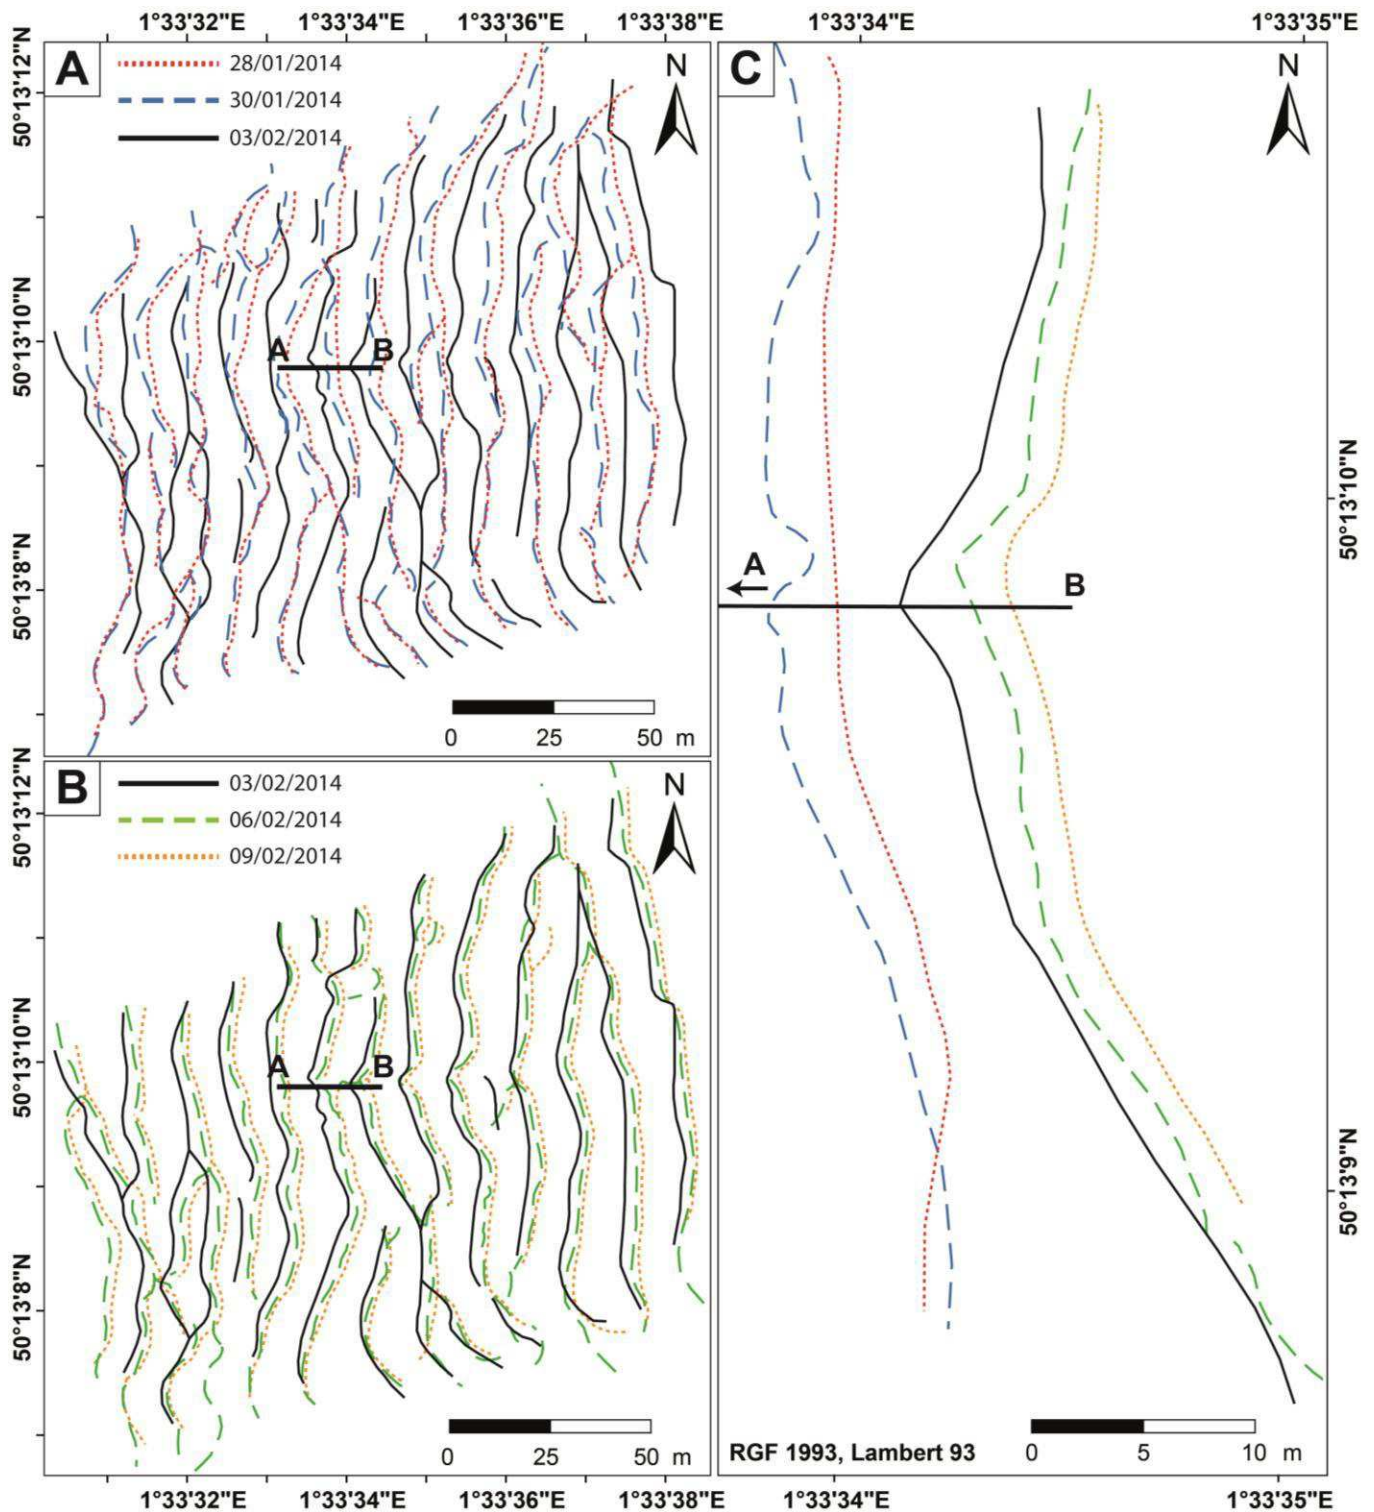 1°33'32"E 1°33'34"E 1°33'36"E 1°33'38"E 1°33'34"E 1°33'35"E
A
28/01/2014
30/01/2014
03/02/2014
N
50°13'12"N
50°13'10"N
50°13'8"N
A B
0 25 50 m
B
03/02/2014
06/02/2014
09/02/2014
N
50°13'12"N
50°13'10"N
50°13'8"N
A B
0 25 50 m
1°33'32"E 1°33'34"E 1°33'36"E 1°33'38"E
C
N
A
B
50°13'10"N
50°13'9"N
RGF 1993, Lambert 93
0 5 10 m
1°33'34"E 1°33'35"E